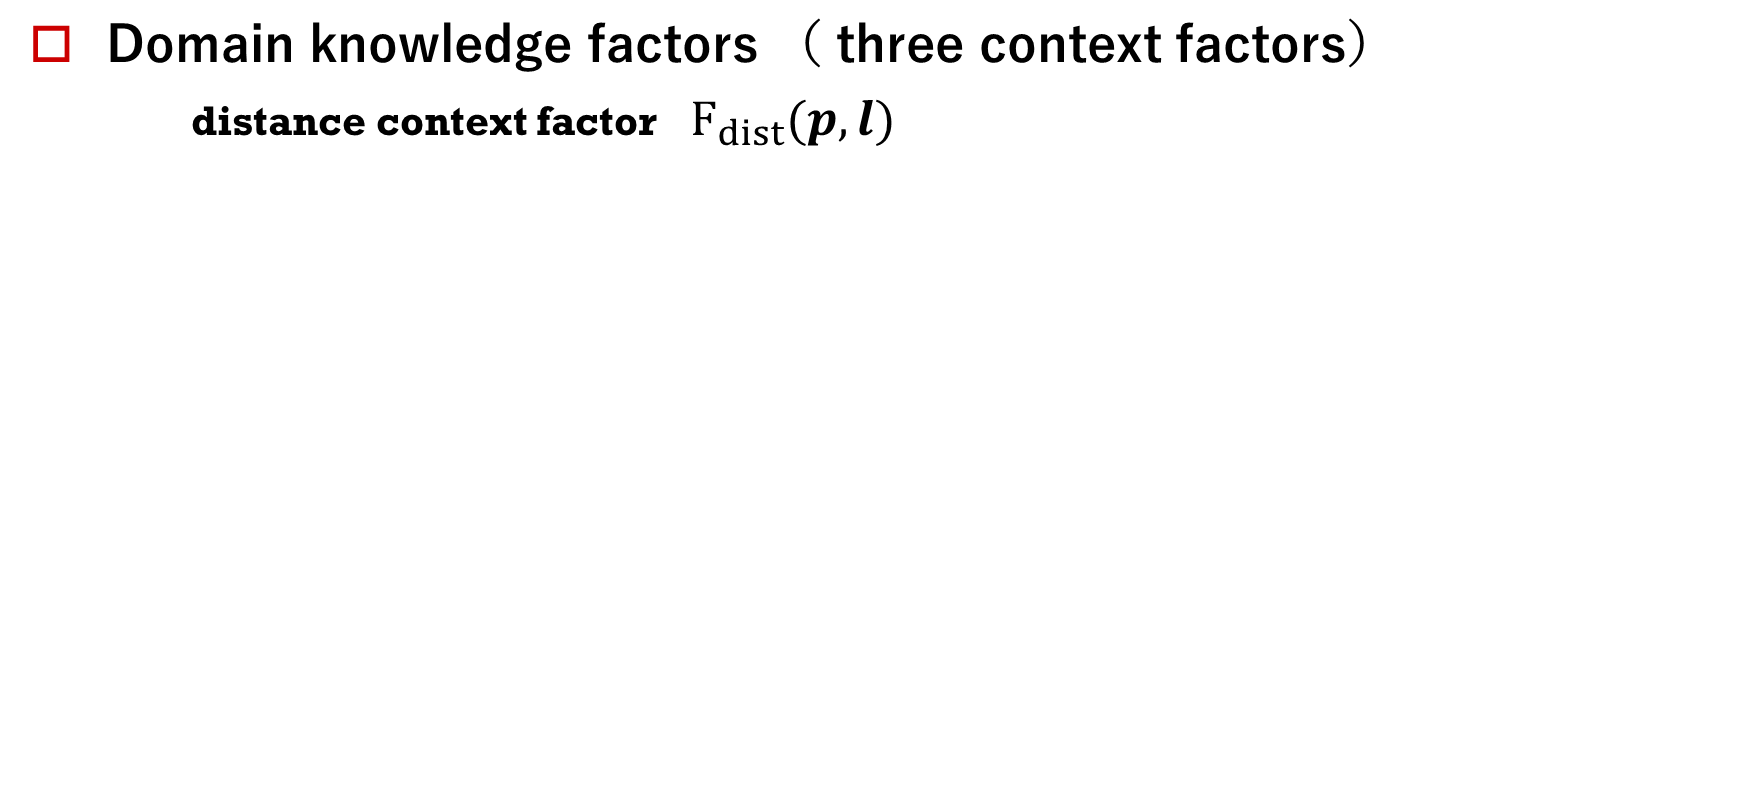 Domain knowledge factors （ three context factors）
distance context factor F_dist(p, l)